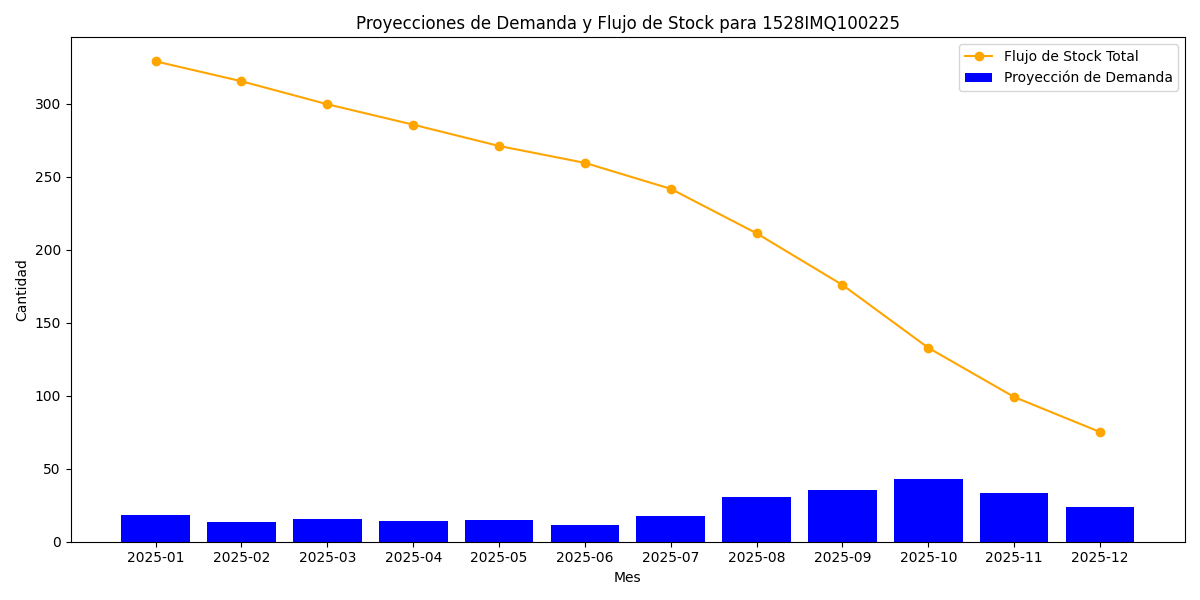 Proyecciones de Demanda y Flujo de Stock para 1528IMQ100225
Flujo de Stock Total
Proyección de Demanda
Cantidad
300
250
200
150
100
50
0
2025-01 2025-02 2025-03 2025-04 2025-05 2025-06 2025-07 2025-08 2025-09 2025-10 2025-11 2025-12
Mes